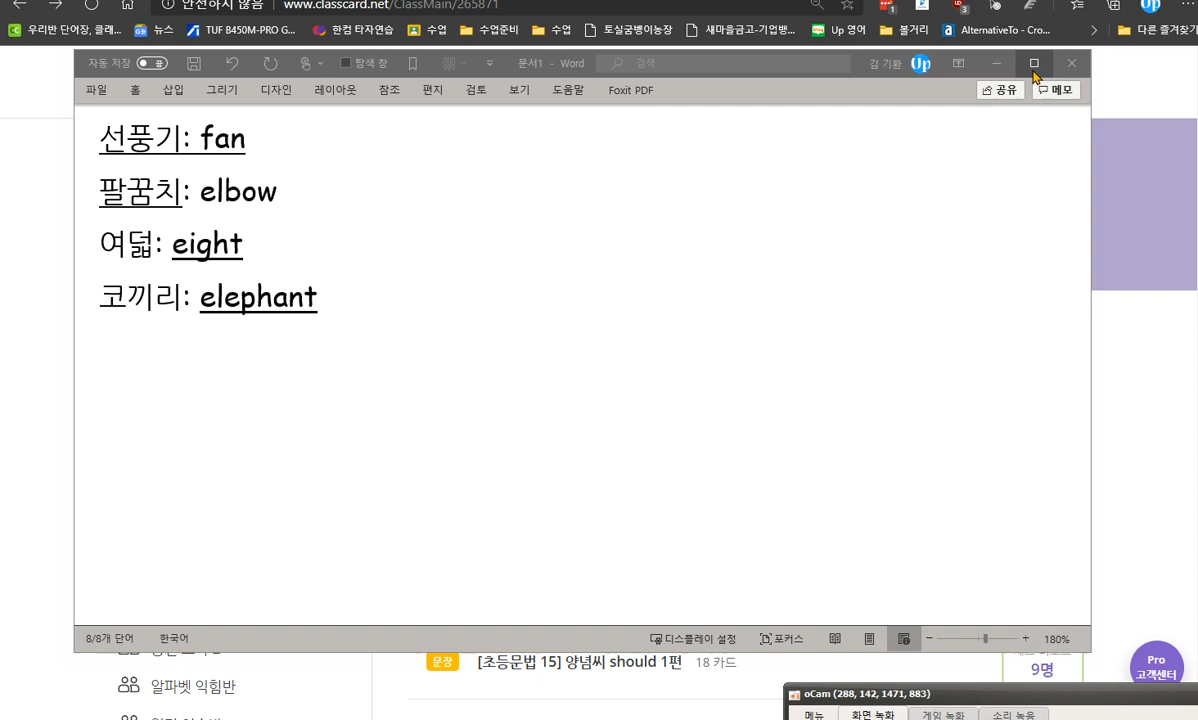 안전하지 않음 | www.classcard.net/ClassMain/265871
우리반 단어장, 클래... 뉴스 TUF B450M-PRO G... 한컴 타자연습 수업 수업준비 수업 토실굼벵이농장 새마을금고-기업뱅... Up 영어 볼거리 AlternativeTo - Cro... 다른 즐겨찾기
자동 저장 문서1 - Word 검색 김 기환 Up
탐색 창
파일 홈 삽입 그리기 디자인 레이아웃 참조 편지 검토 보기 도움말 Foxit PDF 공유 메모
선풍기: fan
팔꿈치: elbow
여덟: eight
코끼리: elephant
8/8개 단어 한국어 디스플레이 설정 포커스 180%
문장 [초등문법 15] 양념씨 should 1편 18 카드
9명
Pro
고객센터
알파벳 익힘반
oCam (288, 142, 1471, 883)
메뉴 화면 녹화 게임 녹화 소리 녹음